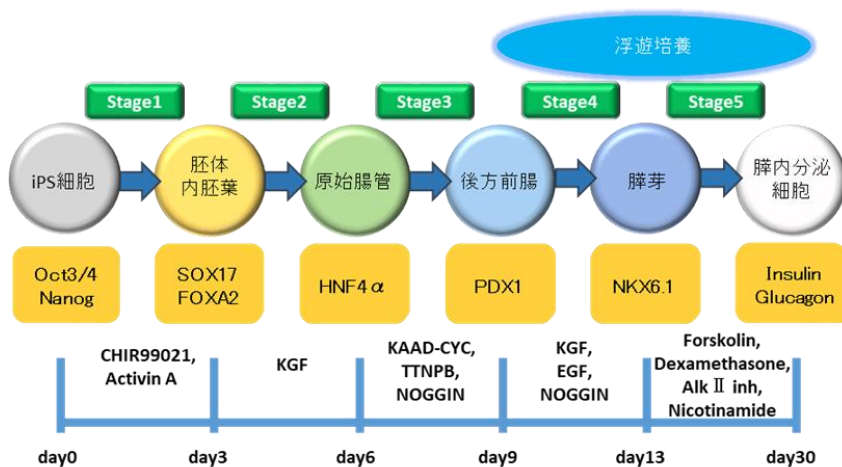 浮遊培養
Stage1
Stage2
Stage3
Stage4
Stage5
iPS細胞
胚体
内胚葉
原始腸管
後方前腸
膵芽
膵内分泌
細胞
Oct3/4
Nanog
SOX17
FOXA2
HNF4α
PDX1
NKX6.1
Insulin
Glucagon
CHIR99021,
Activin A
KGF
KAAD-CYC,
TTNPB,
NOGGIN
KGF,
EGF,
NOGGIN
Forskolin,
Dexamethasone,
Alk Ⅱ inh,
Nicotinamide
day0
day3
day6
day9
day13
day30